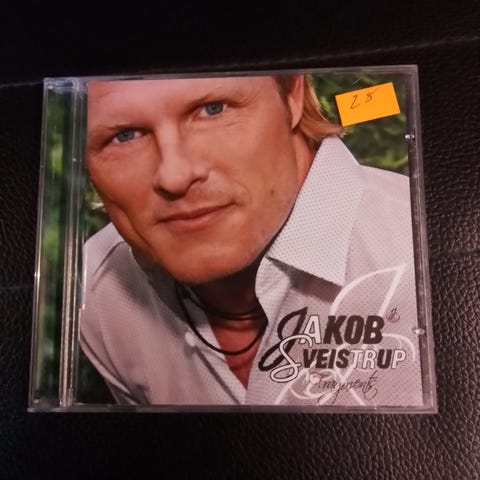 28
JAKOB
SVEISTRUP
Fragments